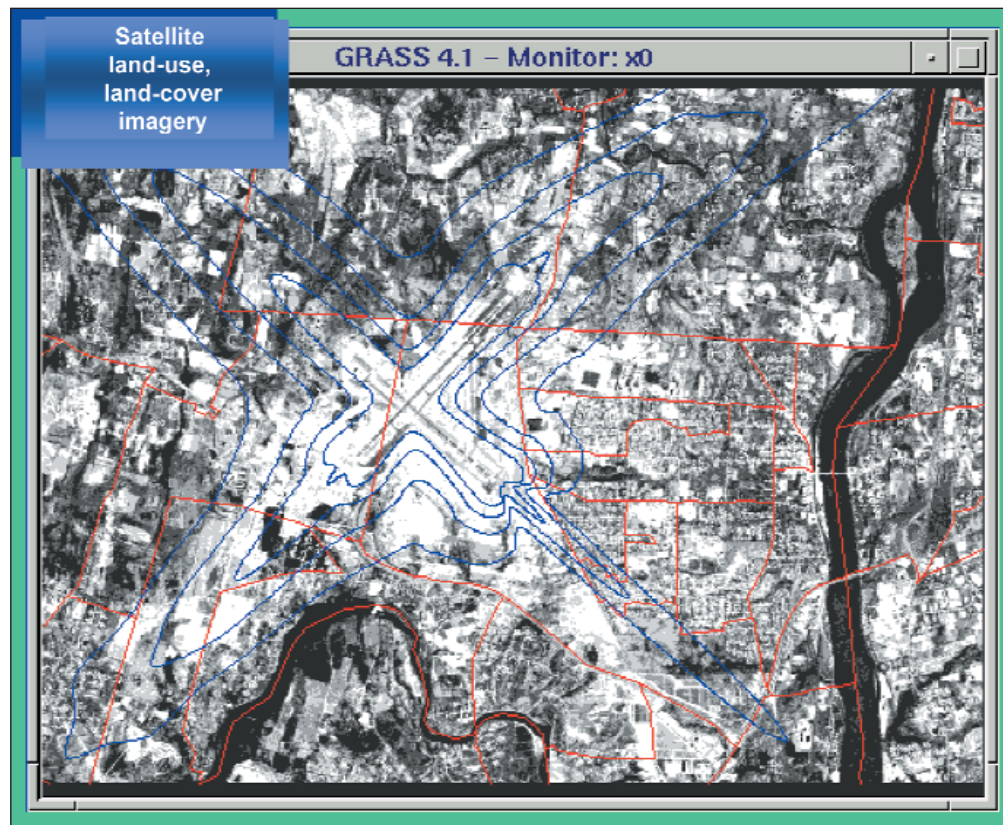 Satellite
land-use,
land-cover
imagery
GRASS 4.1 – Monitor: x0